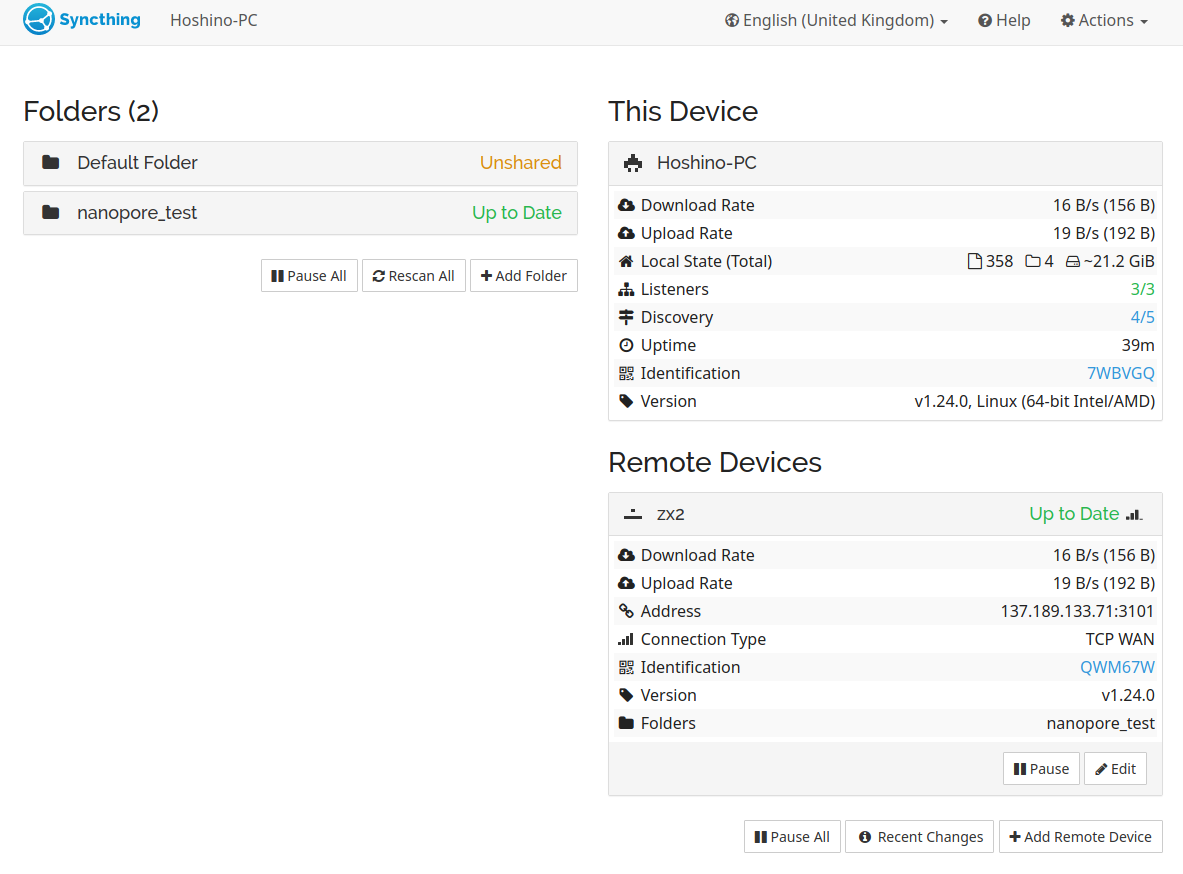 Syncthing Hoshino-PC English (United Kingdom) Help Actions
Folders (2)
Default Folder Unshared
nanopore_test Up to Date
Pause All Rescan All Add Folder
This Device
Hoshino-PC
Download Rate 16 B/s (156 B)
Upload Rate 19 B/s (192 B)
Local State (Total) 358 4 ~21.2 GiB
Listeners 3/3
Discovery 4/5
Uptime 39m
Identification 7WBVGQ
Version v1.24.0, Linux (64-bit Intel/AMD)
Remote Devices
zx2 Up to Date
Download Rate 16 B/s (156 B)
Upload Rate 19 B/s (192 B)
Address 137.189.133.71:3101
Connection Type TCP WAN
Identification QWM67W
Version v1.24.0
Folders nanopore_test
Pause Edit
Pause All Recent Changes Add Remote Device